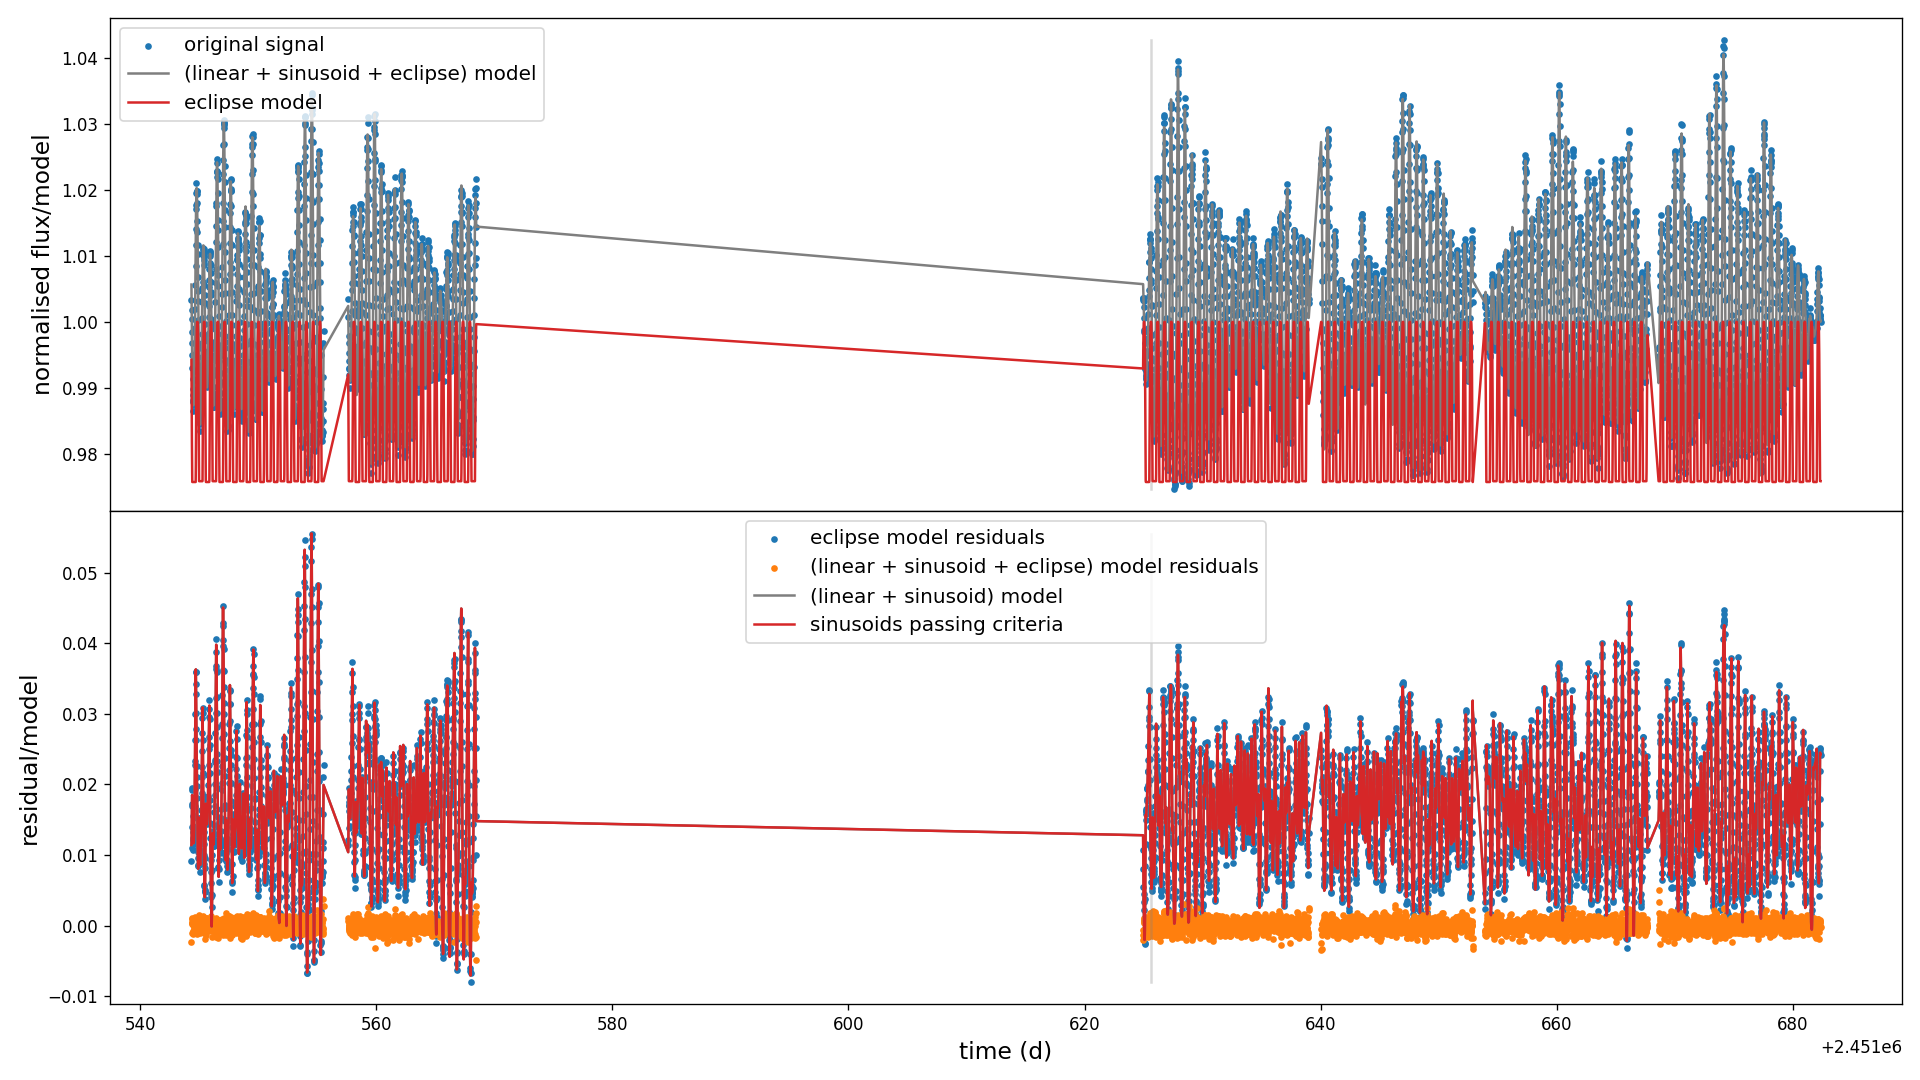 original signal
(linear + sinusoid + eclipse) model
eclipse model
normalised flux/model
1.04
1.03
1.02
1.01
1.00
0.99
0.98
eclipse model residuals
(linear + sinusoid + eclipse) model residuals
(linear + sinusoid) model
sinusoids passing criteria
residual/model
0.05
0.04
0.03
0.02
0.01
0.00
−0.01
540 560 580 600 620 640 660 680
time (d)
+2.451e6